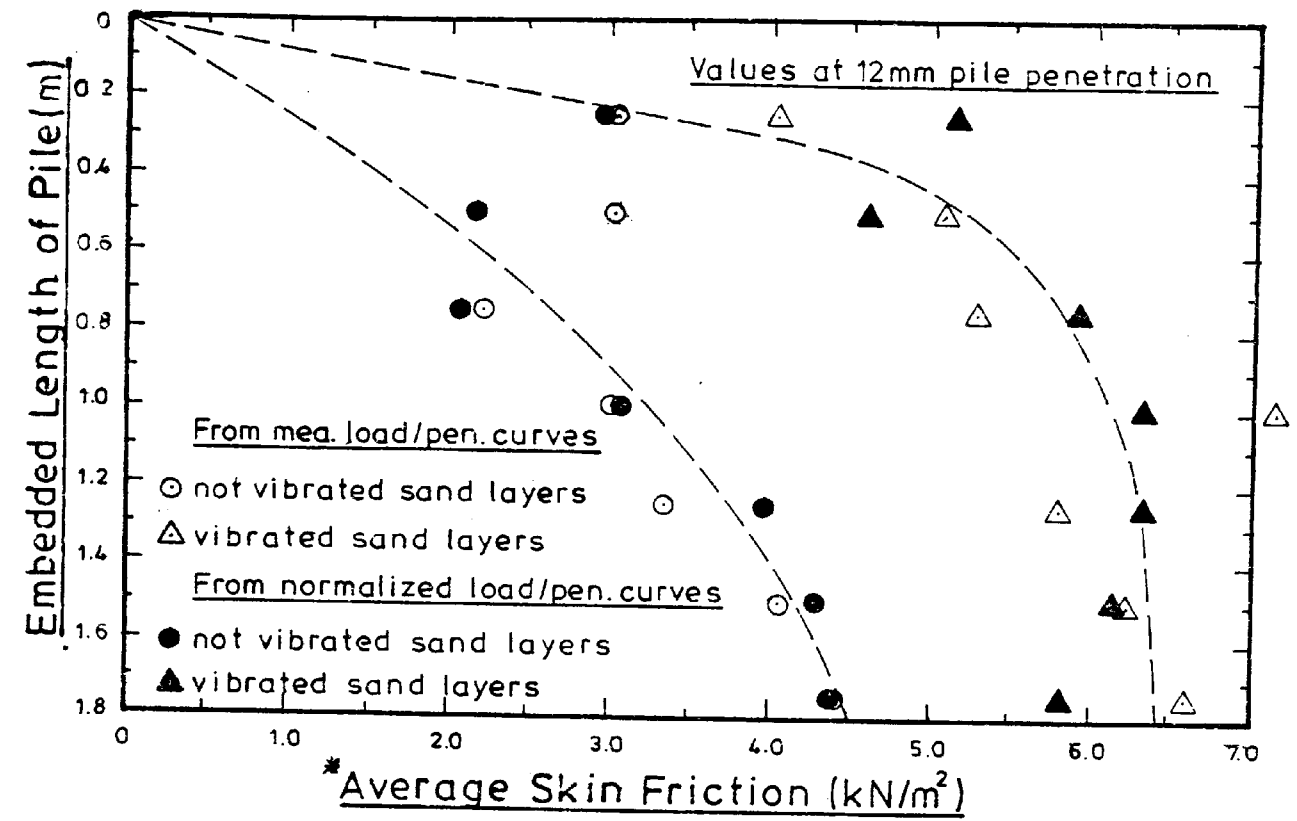 Values at 12mm pile penetration
0
0.2
0.4
0.6
0.8
1.0
1.2
1.4
1.6
1.8
Embedded Length of Pile(m)
From mea. load/pen. curves
not vibrated sand layers
vibrated sand layers
From normalized load/pen. curves
not vibrated sand layers
vibrated sand layers
0 1.0 2.0 3.0 4.0 5.0 6.0 7.0
*Average Skin Friction (kN/m²)